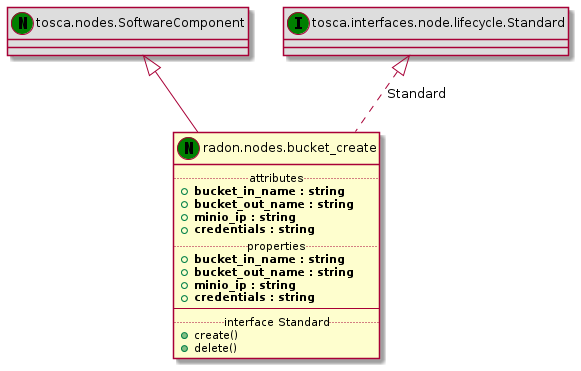 N tosca.nodes.SoftwareComponent
I tosca.interfaces.node.lifecycle.Standard
Standard
N radon.nodes.bucket_create
attributes
bucket_in_name : string
bucket_out_name : string
minio_ip : string
credentials : string
properties
bucket_in_name : string
bucket_out_name : string
minio_ip : string
credentials : string
interface Standard
create()
delete()